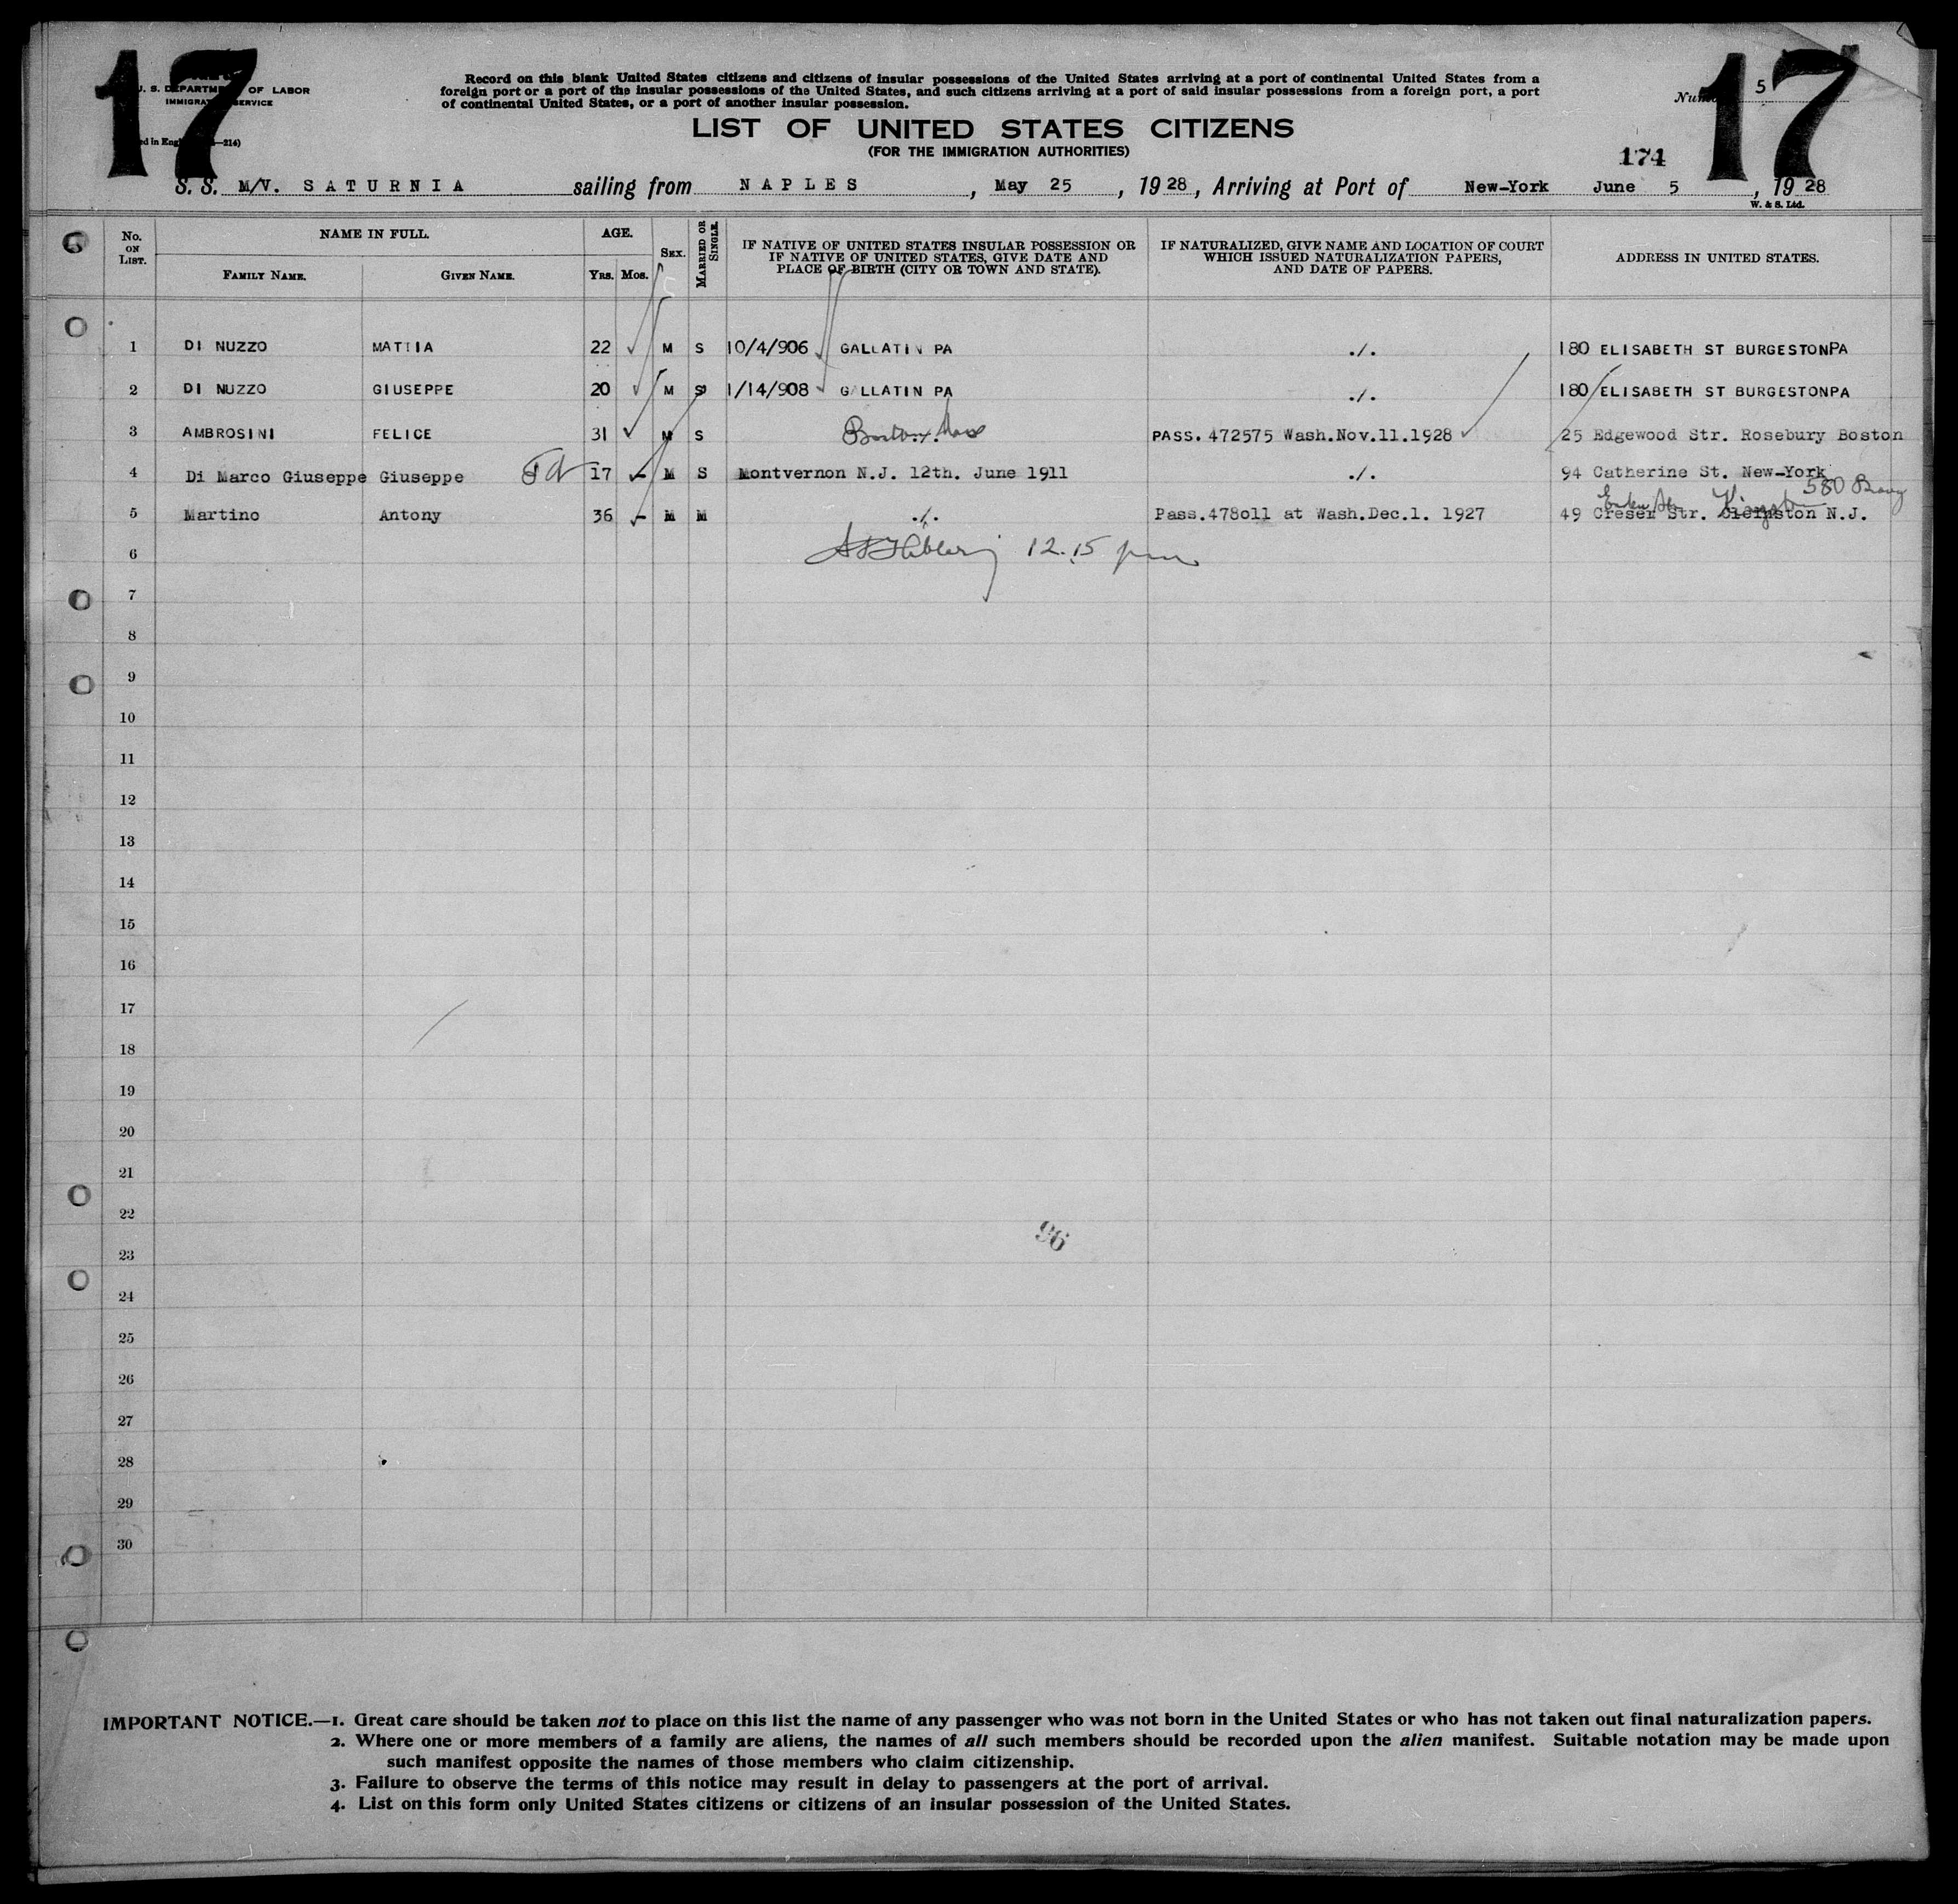 17
17
U. S. DEPARTMENT OF LABOR
IMMIGRATION SERVICE
Record on this blank United States citizens and citizens of insular possessions of the United States arriving at a port of continental United States from a
foreign port or a port of the insular possessions of the United States, and such citizens arriving at a port of said insular possessions from a foreign port, a port
of continental United States, or a port of another insular possession.
5
LIST OF UNITED STATES CITIZENS
(FOR THE IMMIGRATION AUTHORITIES)
174
S. S. M/V. SATURNIA sailing from NAPLES, May 25, 1928, Arriving at Port of New-York June 5, 1928
W. & S. Ltd.
No. ON LIST.
NAME IN FULL.
FAMILY NAME.
GIVEN NAME.
AGE.
YRS. MOS.
SEX.
MARRIED OR SINGLE.
IF NATIVE OF UNITED STATES INSULAR POSSESSION OR
IF NATIVE OF UNITED STATES, GIVE DATE AND
PLACE OF BIRTH (CITY OR TOWN AND STATE).
IF NATURALIZED, GIVE NAME AND LOCATION OF COURT
WHICH ISSUED NATURALIZATION PAPERS,
AND DATE OF PAPERS.
ADDRESS IN UNITED STATES.
1 DI NUZZO MATIIA 22 M S 10/4/906 GALLATIN PA ./. 180 ELISABETH ST BURGESTONPA
2 DI NUZZO GIUSEPPE 20 M S 1/14/908 GALLATIN PA ./. 180 ELISABETH ST BURGESTONPA
3 AMBROSINI FELICE 31 M S Boston Mass PASS. 472575 Wash.Nov.11.1928 25 Edgewood Str. Rosebury Boston
4 Di Marco Giuseppe Giuseppe 17 M S Montvernon N.J. 12th. June 1911 ./. 94 Catherine St. New-York
580
5 Martino Antony 36 M M ./. Pass.478o11 at Wash.Dec.1. 1927 49 Creser Str. Kingston N.J.
6 12.15 pm
7
8
9
10
11
12
13
14
15
16
17
18
19
20
21
22
96
23
24
25
26
27
28
29
30
IMPORTANT NOTICE.—1. Great care should be taken not to place on this list the name of any passenger who was not born in the United States or who has not taken out final naturalization papers.
2. Where one or more members of a family are aliens, the names of all such members should be recorded upon the alien manifest. Suitable notation may be made upon
such manifest opposite the names of those members who claim citizenship.
3. Failure to observe the terms of this notice may result in delay to passengers at the port of arrival.
4. List on this form only United States citizens or citizens of an insular possession of the United States.